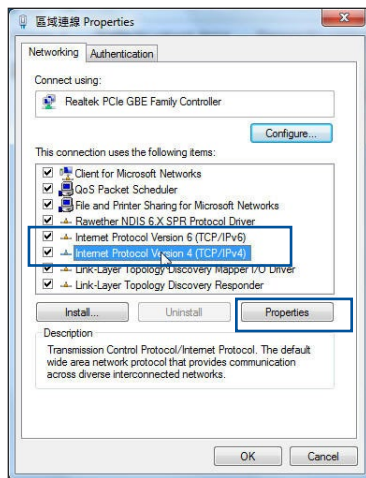 區域連線 Properties
Networking
Authentication
Connect using:
Realtek PCIe GBE Family Controller
Configure...
This connection uses the following items:
Client for Microsoft Networks
QoS Packet Scheduler
File and Printer Sharing for Microsoft Networks
Rawether NDIS 6.X SPR Protocol Driver
Internet Protocol Version 6 (TCP/IPv6)
Internet Protocol Version 4 (TCP/IPv4)
Link-Layer Topology Discovery Mapper I/O Driver
Link-Layer Topology Discovery Responder
Install...
Uninstall
Properties
Description
Transmission Control Protocol/Internet Protocol. The default
wide area network protocol that provides communication
across diverse interconnected networks.
OK
Cancel